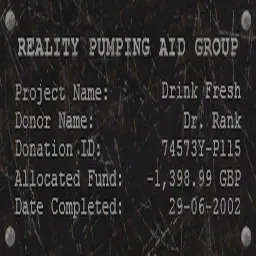 REALITY PUMPING AID GROUP
Project Name: Drink Fresh
Donor Name: Dr. Rank
Donation ID: 74573Y-P115
Allocated Fund: -1,398.99 GBP
Date Completed: 29-06-2002